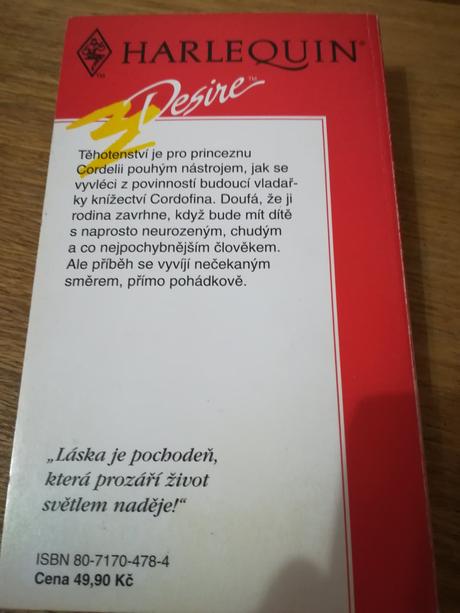 HARLEQUIN®
™
Desire™
Těhotenství je pro princeznu
Cordelii pouhým nástrojem, jak se
vyvléci z povinností budoucí vladař-
ky knížectví Cordofina. Doufá, že ji
rodina zavrhne, když bude mít dítě
s naprosto neurozeným, chudým
a co nejpochybnějším člověkem.
Ale příběh se vyvíjí nečekaným
směrem, přímo pohádkově.
„Láska je pochodeň,
která prozáří život
světlem naděje!“
ISBN 80-7170-478-4
Cena 49,90 Kč